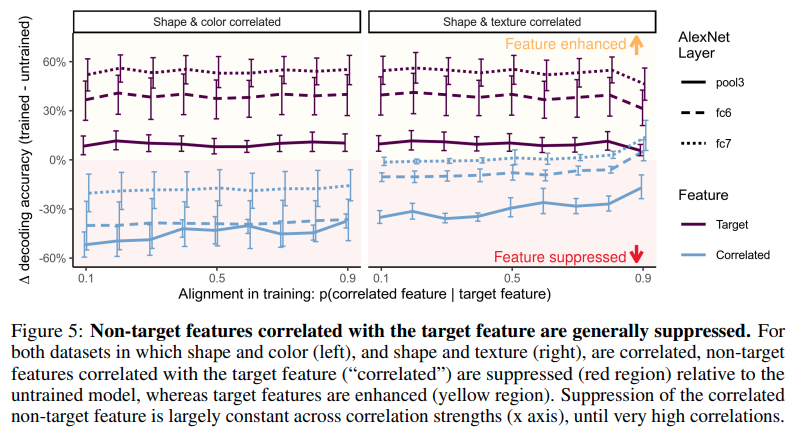 Shape & color correlated
Shape & texture correlated
Feature enhanced
Feature suppressed
60%
30%
0%
-30%
-60%
Δ decoding accuracy (trained - untrained)
0.1 0.5 0.9
0.1 0.5 0.9
Alignment in training: p(correlated feature | target feature)
AlexNet
Layer
pool3
fc6
fc7
Feature
Target
Correlated
Figure 5: Non-target features correlated with the target feature are generally suppressed. For
both datasets in which shape and color (left), and shape and texture (right), are correlated, non-target
features correlated with the target feature (“correlated”) are suppressed (red region) relative to the
untrained model, whereas target features are enhanced (yellow region). Suppression of the correlated
non-target feature is largely constant across correlation strengths (x axis), until very high correlations.